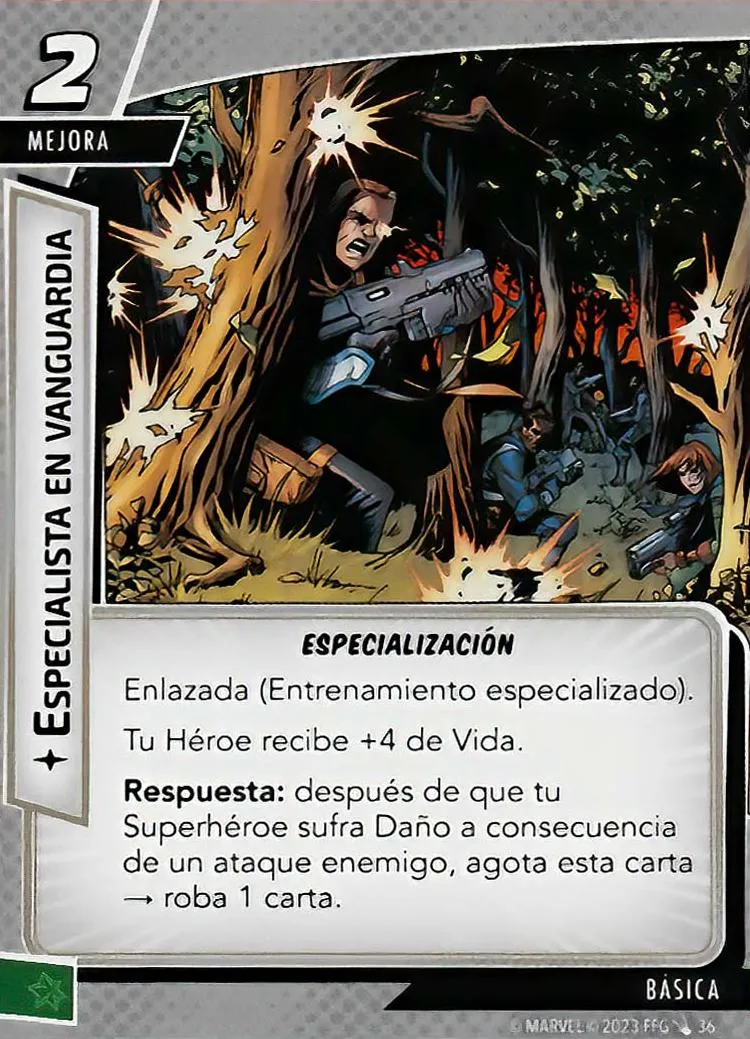 2
MEJORA
ESPECIALISTA EN VANGUARDIA
ESPECIALIZACIÓN
Enlazada (Entrenamiento especializado).
Tu Héroe recibe +4 de Vida.
Respuesta: después de que tu
Superhéroe sufra Daño a consecuencia
de un ataque enemigo, agota esta carta
→ roba 1 carta.
BÁSICA
© MARVEL 2023 FFG 36